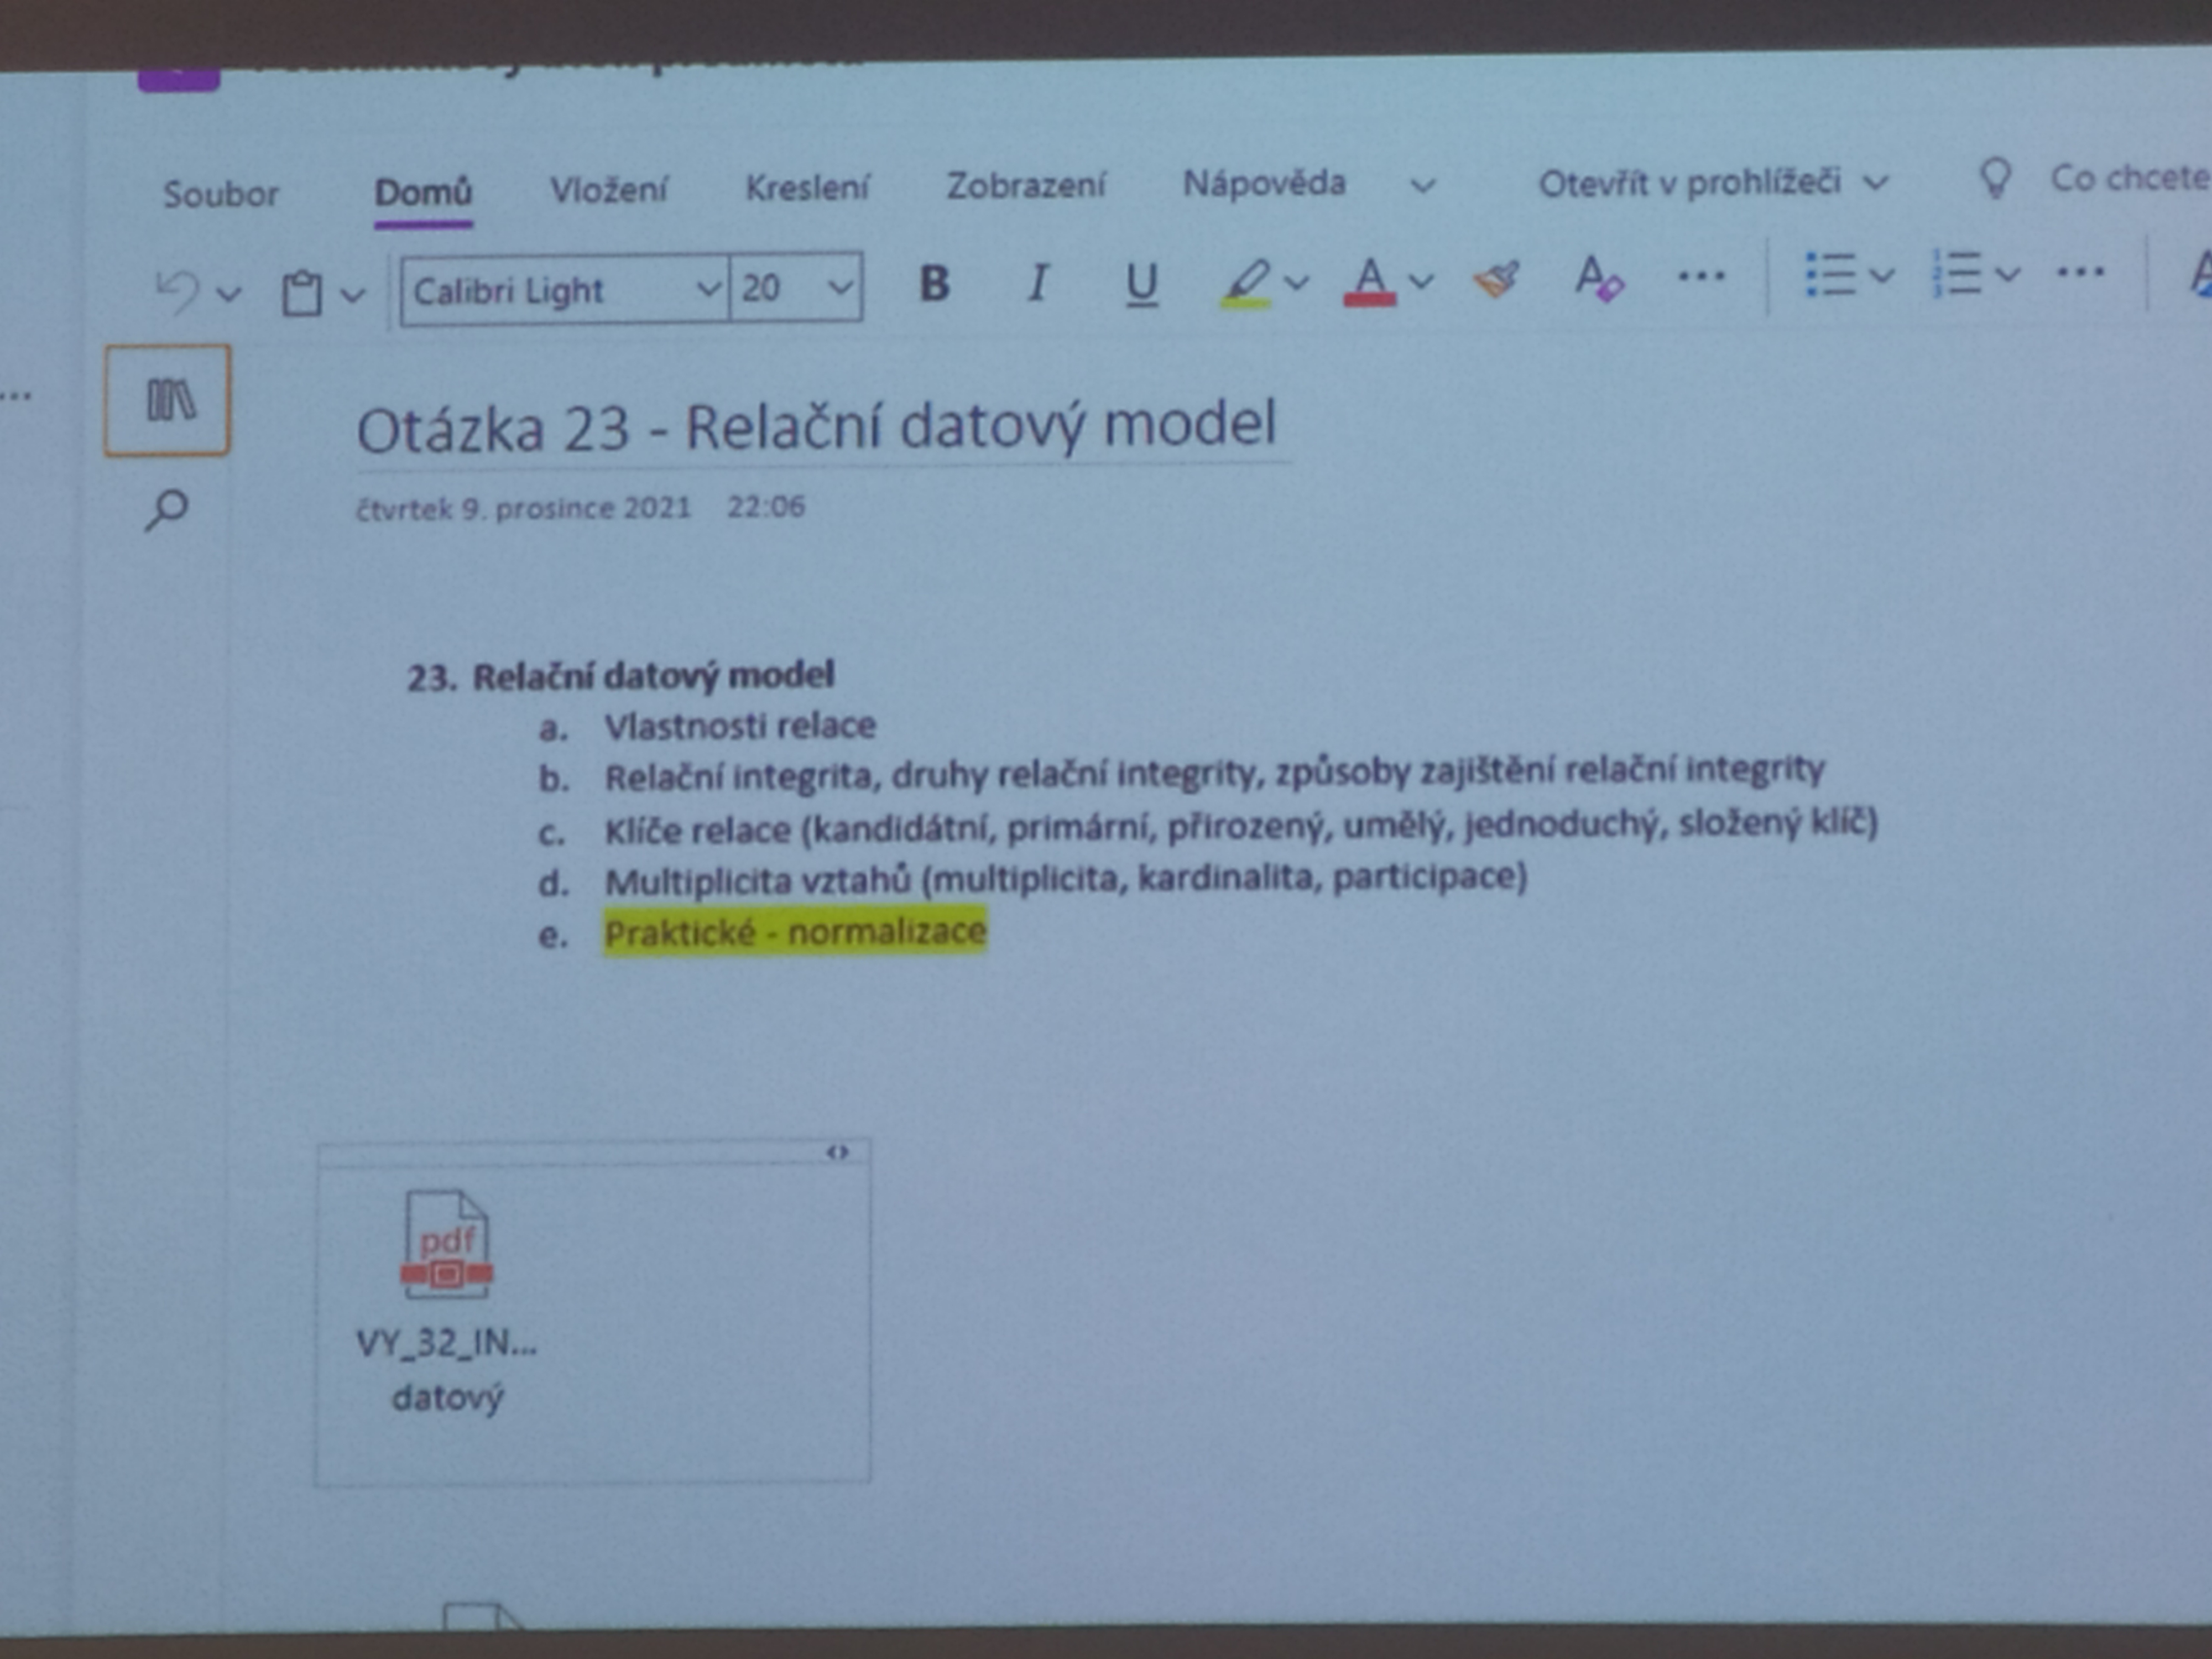 Soubor Domů Vložení Kreslení Zobrazení Nápověda Otevřít v prohlížeči Co chcete
Calibri Light 20 B I U A A ...
Otázka 23 - Relační datový model
čtvrtek 9. prosince 2021 22:06
23. Relační datový model
a. Vlastnosti relace
b. Relační integrita, druhy relační integrity, způsoby zajištění relační integrity
c. Klíče relace (kandidátní, primární, přirozený, umělý, jednoduchý, složený klíč)
d. Multiplicita vztahů (multiplicita, kardinalita, participace)
e. Praktické - normalizace
pdf
VY_32_IN...
datový